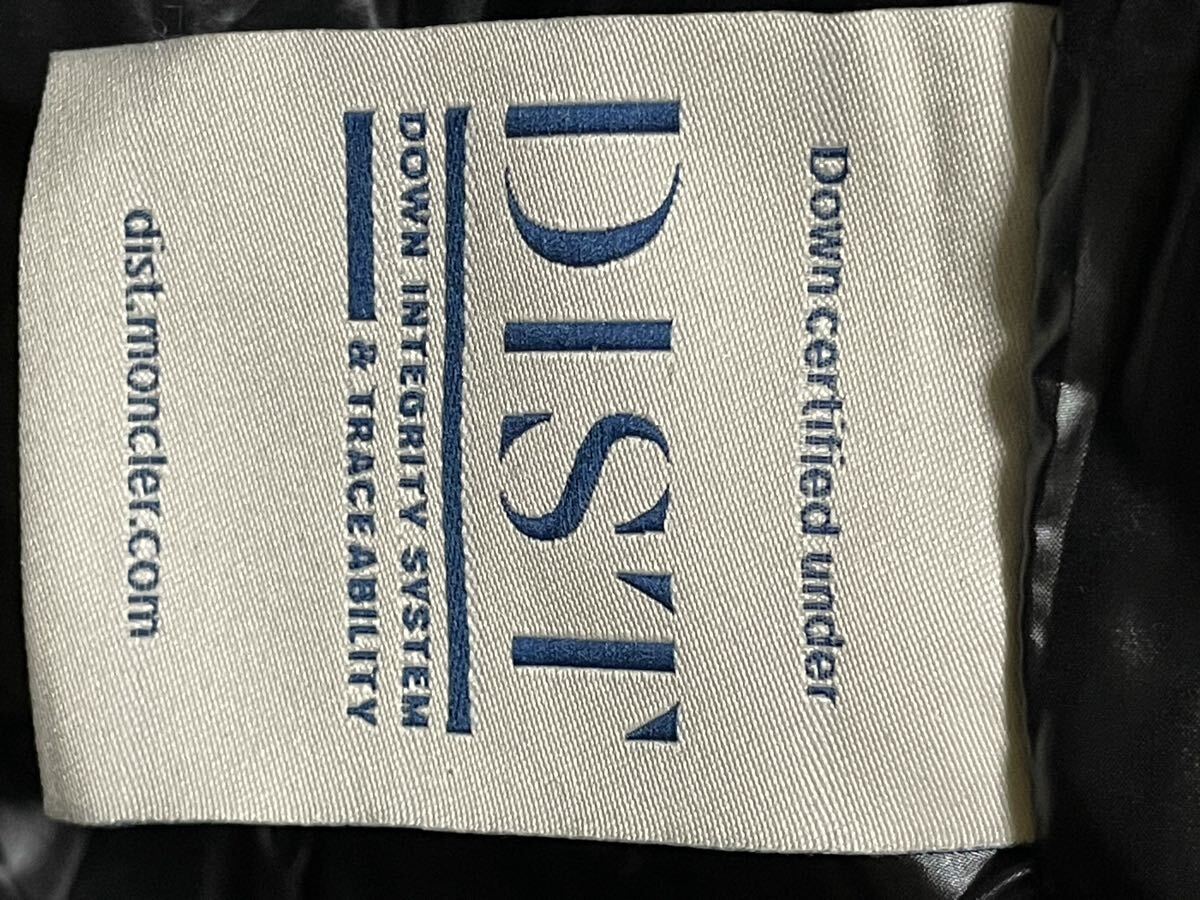 Down certified under
DIST
DOWN INTEGRITY SYSTEM
& TRACEABILITY
dist.moncler.com